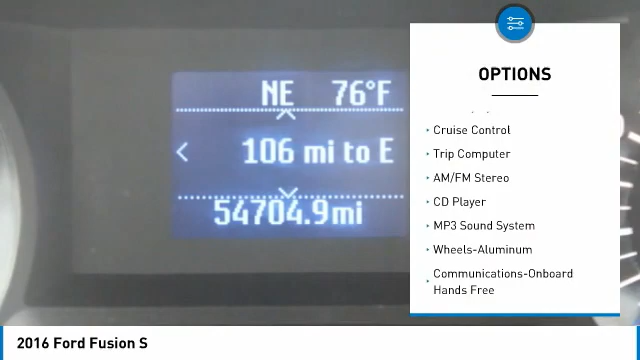 NE 76°F
106 mi to E
54704.9mi
OPTIONS
Cruise Control
Trip Computer
AM/FM Stereo
CD Player
MP3 Sound System
Wheels-Aluminum
Communications-Onboard
Hands Free
2016 Ford Fusion S